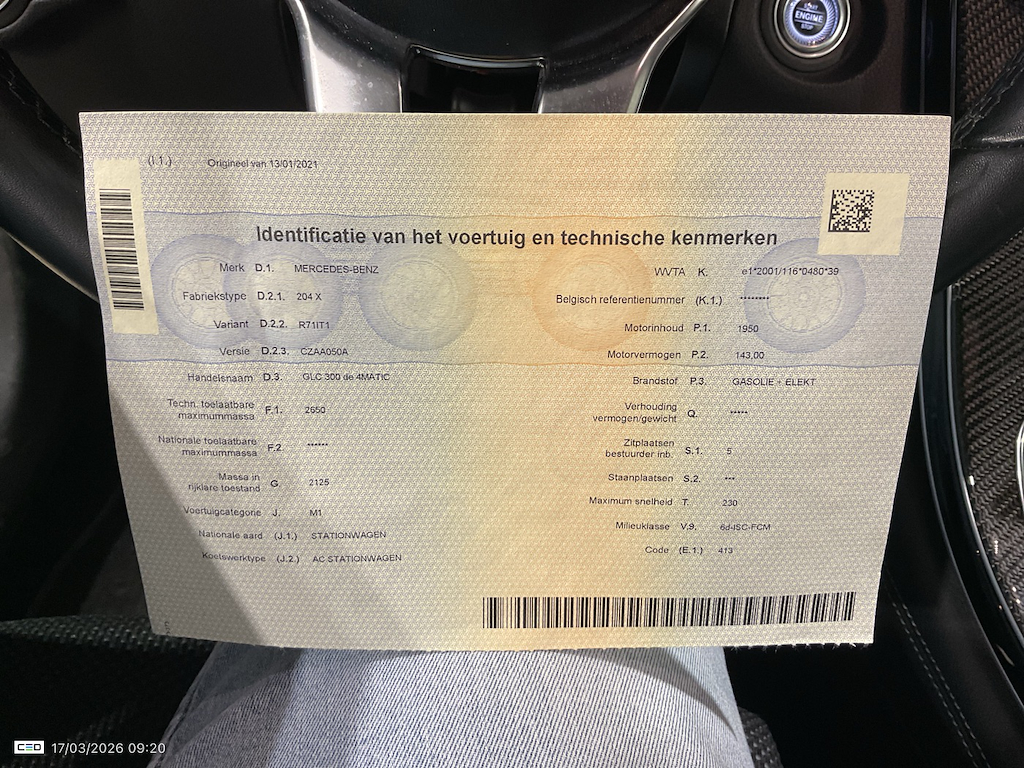 START
ENGINE
STOP
(I.1.) Origineel van 13/01/2021
Identificatie van het voertuig en technische kenmerken
Merk D.1. MERCEDES-BENZ
Fabriekstype D.2.1. 204 X
Variant D.2.2. R71IT1
Versie D.2.3. CZAA050A
Handelsnaam D.3. GLC 300 de 4MATIC
Techn. toelaatbare
maximummassa F.1. 2650
Nationale toelaatbare
maximummassa F.2. ******
Massa in
rijklare toestand G. 2125
Voertuigcategorie J. M1
Nationale aard (J.1.) STATIONWAGEN
Koetswerktype (J.2.) AC STATIONWAGEN
WVTA K. e1*2001/116*0480*39
Belgisch referentienummer (K.1.) ********
Motorinhoud P.1. 1950
Motorvermogen P.2. 143,00
Brandstof P.3. GASOLIE + ELEKT
Verhouding
vermogen/gewicht Q. *****
Zitplaatsen
bestuurder inb. S.1. 5
Staanplaatsen S.2. ***
Maximum snelheid T. 230
Milieuklasse V.9. 6d-ISC-FCM
Code (E.1.) 413
CEO 17/03/2026 09:20